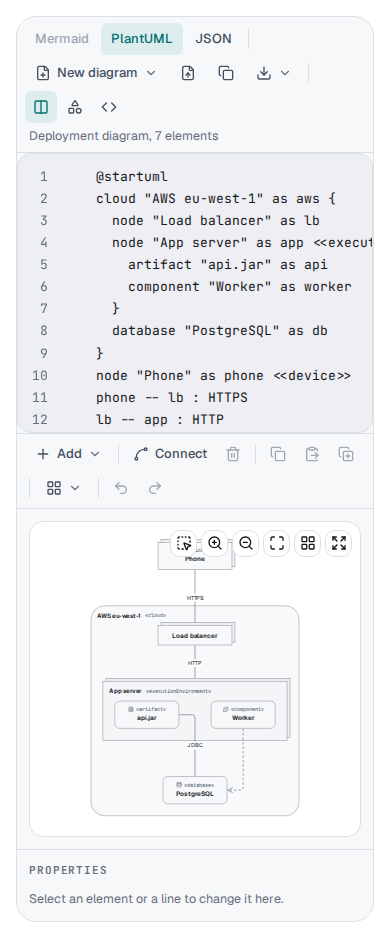 Mermaid PlantUML JSON
New diagram
Deployment diagram, 7 elements
1 @startuml
2 cloud "AWS eu-west-1" as aws {
3 node "Load balancer" as lb
4 node "App server" as app <<execut
5 artifact "api.jar" as api
6 component "Worker" as worker
7 }
8 database "PostgreSQL" as db
9 }
10 node "Phone" as phone <<device>>
11 phone -- lb : HTTPS
12 lb -- app : HTTP
Add Connect
Phone
HTTPS
AWS eu-west-1 «cloud»
Load balancer
HTTP
App server «executionEnvironment»
«artifact» «component»
api.jar Worker
JDBC
«database»
PostgreSQL
PROPERTIES
Select an element or a line to change it here.